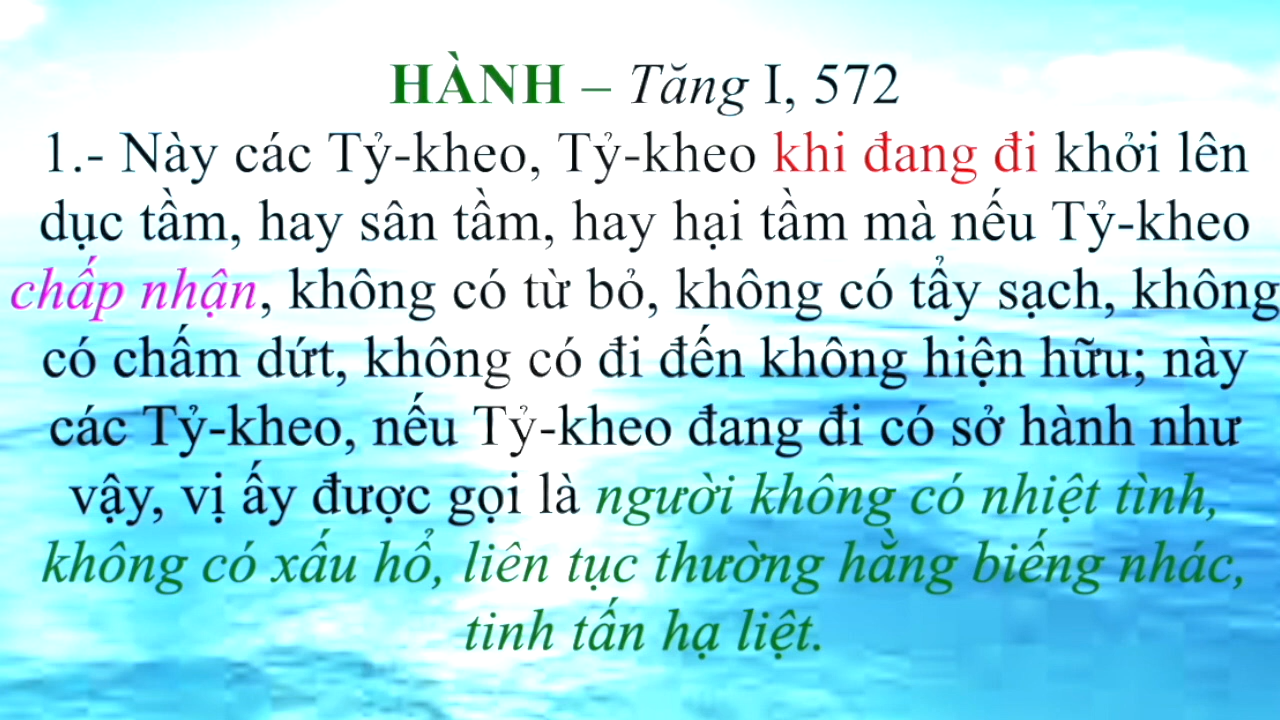 HÀNH – Tăng I, 572
1.- Này các Tỷ-kheo, Tỷ-kheo khi đang đi khởi lên
dục tầm, hay sân tầm, hay hại tầm mà nếu Tỷ-kheo
chấp nhận, không có từ bỏ, không có tẩy sạch, không
có chấm dứt, không có đi đến không hiện hữu; này
các Tỷ-kheo, nếu Tỷ-kheo đang đi có sở hành như
vậy, vị ấy được gọi là người không có nhiệt tình,
không có xấu hổ, liên tục thường hằng biếng nhác,
tinh tấn hạ liệt.